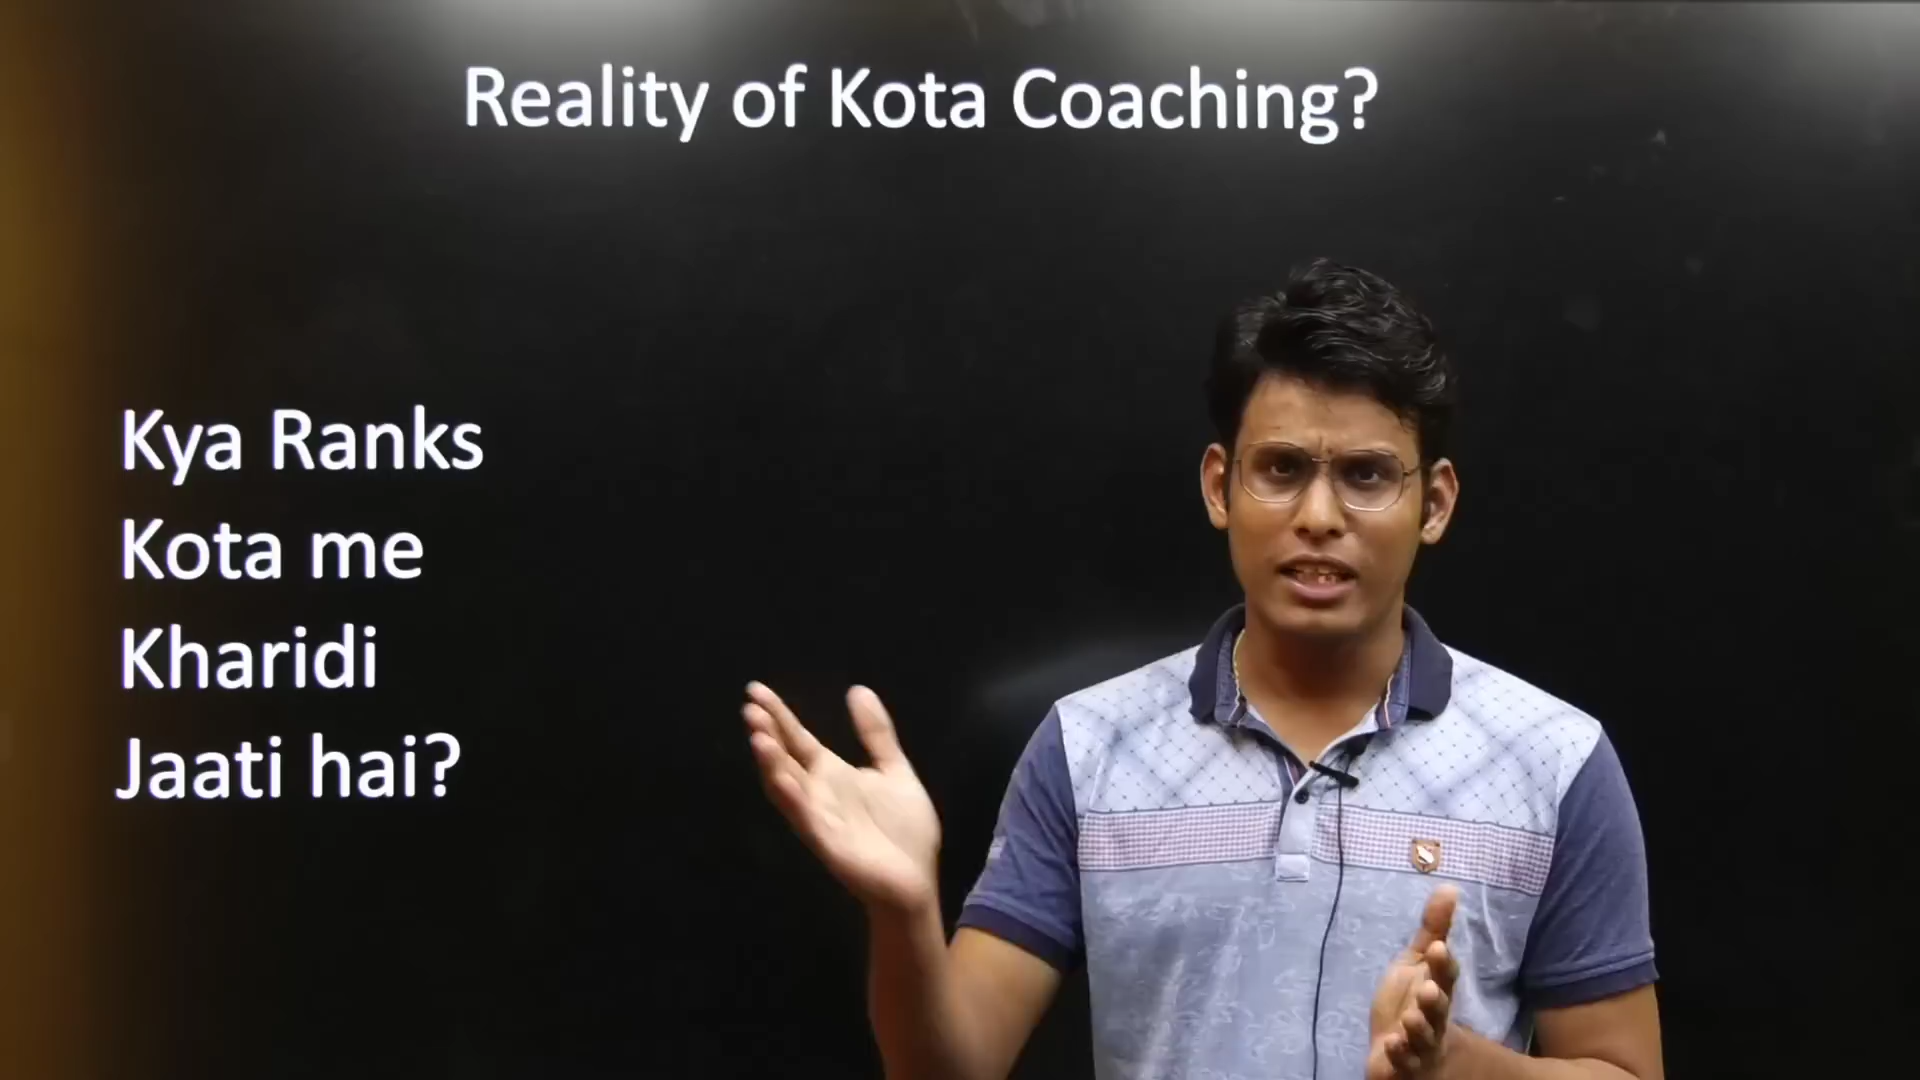 Reality of Kota Coaching?
Kya Ranks
Kota me
Kharidi
Jaati hai?